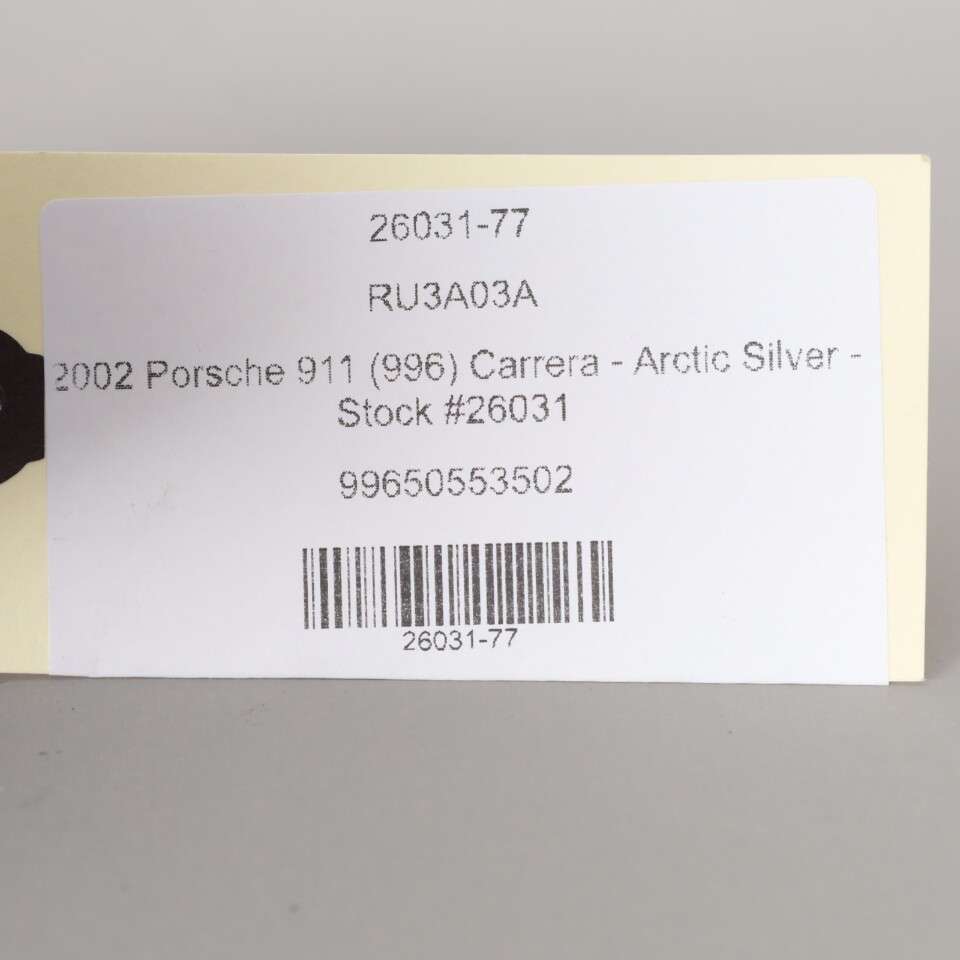 26031-77
RU3A03A
2002 Porsche 911 (996) Carrera - Arctic Silver -
Stock #26031
99650553502
26031-77